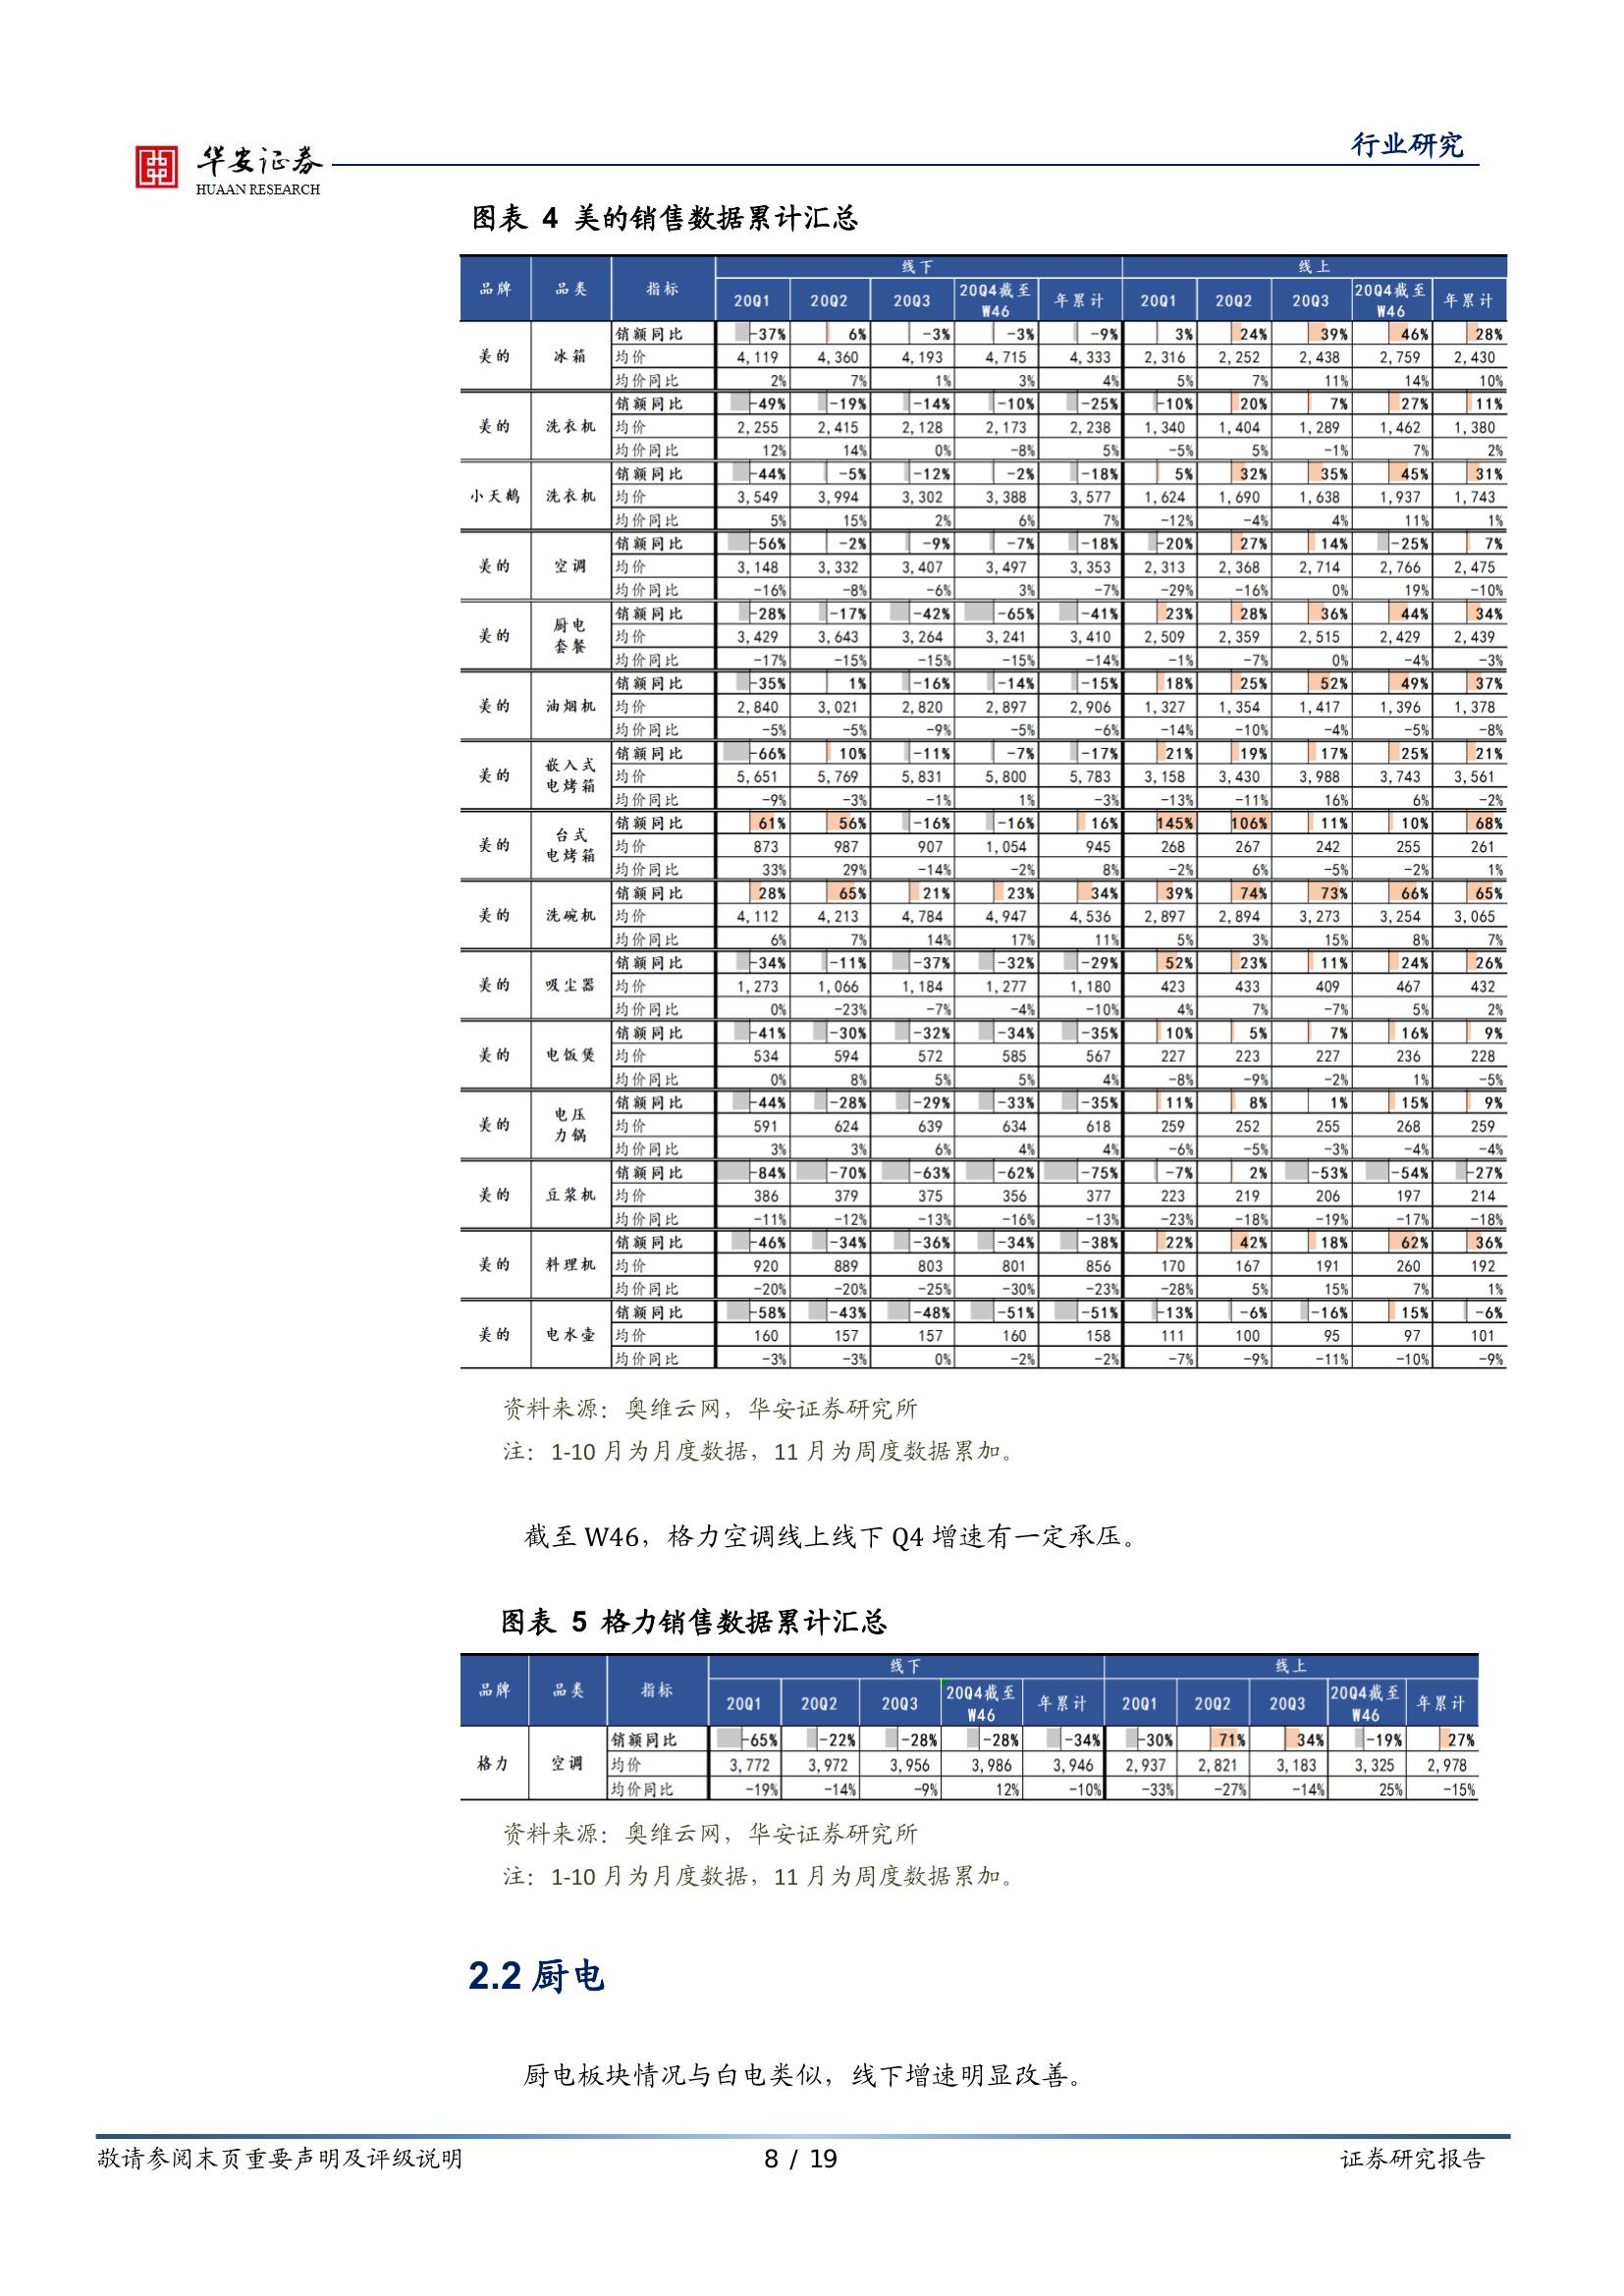 华安证券
HUAAN RESEARCH
行业研究
图表 4 美的销售数据累计汇总
品牌 品类 指标 线下 线上
20Q1 20Q2 20Q3 20Q4截至W46 年累计 20Q1 20Q2 20Q3 20Q4截至W46 年累计
美的 冰箱 销额同比 -37% 6% -3% -3% -9% 3% 24% 39% 46% 28%
均价 4,119 4,360 4,193 4,715 4,333 2,316 2,252 2,438 2,759 2,430
均价同比 2% 7% 1% 3% 4% 5% 7% 11% 14% 10%
美的 洗衣机 销额同比 -49% -19% -14% -10% -25% -10% 20% 7% 27% 11%
均价 2,255 2,415 2,128 2,173 2,238 1,340 1,404 1,289 1,462 1,380
均价同比 12% 14% 0% -8% 5% -5% 5% -1% 7% 2%
小天鹅 洗衣机 销额同比 -44% -5% -12% -2% -18% 5% 32% 35% 45% 31%
均价 3,549 3,994 3,302 3,388 3,577 1,624 1,690 1,638 1,937 1,743
均价同比 5% 15% 2% 6% 7% -12% -4% 4% 11% 1%
美的 空调 销额同比 -56% -2% -9% -7% -18% -20% 27% 14% -25% 7%
均价 3,148 3,332 3,407 3,497 3,353 2,313 2,368 2,714 2,766 2,475
均价同比 -16% -8% -6% 3% -7% -29% -16% 0% 19% -10%
美的 厨电套餐 销额同比 -28% -17% -42% -65% -41% 23% 28% 36% 44% 34%
均价 3,429 3,643 3,264 3,241 3,410 2,509 2,359 2,515 2,429 2,439
均价同比 -17% -15% -15% -15% -14% -1% -7% 0% -4% -3%
美的 油烟机 销额同比 -35% 1% -16% -14% -15% 18% 25% 52% 49% 37%
均价 2,840 3,021 2,820 2,897 2,906 1,327 1,354 1,417 1,396 1,378
均价同比 -5% -5% -9% -5% -6% -14% -10% -4% -5% -8%
美的 嵌入式电烤箱 销额同比 -66% 10% -11% -7% -17% 21% 19% 17% 25% 21%
均价 5,651 5,769 5,831 5,800 5,783 3,158 3,430 3,988 3,743 3,561
均价同比 -9% -3% -1% 1% -3% -13% -11% 16% 6% -2%
美的 台式电烤箱 销额同比 61% 56% -16% -16% 16% 145% 106% 11% 10% 68%
均价 873 987 907 1,054 945 268 267 242 255 261
均价同比 33% 29% -14% -2% 8% -2% 6% -5% -2% 1%
美的 洗碗机 销额同比 28% 65% 21% 23% 34% 39% 74% 73% 66% 65%
均价 4,112 4,213 4,784 4,947 4,536 2,897 2,894 3,273 3,254 3,065
均价同比 6% 7% 14% 17% 11% 5% 3% 15% 8% 7%
美的 吸尘器 销额同比 -34% -11% -37% -32% -29% 52% 23% 11% 24% 26%
均价 1,273 1,066 1,184 1,277 1,180 423 433 409 467 432
均价同比 0% -23% -7% -4% -10% 4% 7% -7% 5% 2%
美的 电饭煲 销额同比 -41% -30% -32% -34% -35% 10% 5% 7% 16% 9%
均价 534 594 572 585 567 227 223 227 236 228
均价同比 0% 8% 5% 5% 4% -8% -9% -2% 1% -5%
美的 电压力锅 销额同比 -44% -28% -29% -33% -35% 11% 8% 1% 15% 9%
均价 591 624 639 634 618 259 252 255 268 259
均价同比 3% 3% 6% 4% 4% -6% -5% -3% -4% -4%
美的 豆浆机 销额同比 -84% -70% -63% -62% -75% -7% 2% -53% -54% -27%
均价 386 379 375 356 377 223 219 206 197 214
均价同比 -11% -12% -13% -16% -13% -23% -18% -19% -17% -18%
美的 料理机 销额同比 -46% -34% -36% -34% -38% 22% 42% 18% 62% 36%
均价 920 889 803 801 856 170 167 191 260 192
均价同比 -20% -20% -25% -30% -23% -28% 5% 15% 7% 1%
美的 电水壶 销额同比 -58% -43% -48% -51% -51% -13% -6% -16% 15% -6%
均价 160 157 157 160 158 111 100 95 97 101
均价同比 -3% -3% 0% -2% -2% -7% -9% -11% -10% -9%
资料来源：奥维云网，华安证券研究所
注：1-10 月为月度数据，11 月为周度数据累加。
截至 W46，格力空调线上线下 Q4 增速有一定承压。
图表 5 格力销售数据累计汇总
品牌 品类 指标 线下 线上
20Q1 20Q2 20Q3 20Q4截至W46 年累计 20Q1 20Q2 20Q3 20Q4截至W46 年累计
格力 空调 销额同比 -65% -22% -28% -28% -34% -30% 71% 34% -19% 27%
均价 3,772 3,972 3,956 3,986 3,946 2,937 2,821 3,183 3,325 2,978
均价同比 -19% -14% -9% 12% -10% -33% -27% -14% 25% -15%
资料来源：奥维云网，华安证券研究所
注：1-10 月为月度数据，11 月为周度数据累加。
2.2 厨电
厨电板块情况与白电类似，线下增速明显改善。
敬请参阅末页重要声明及评级说明
8 / 19
证券研究报告